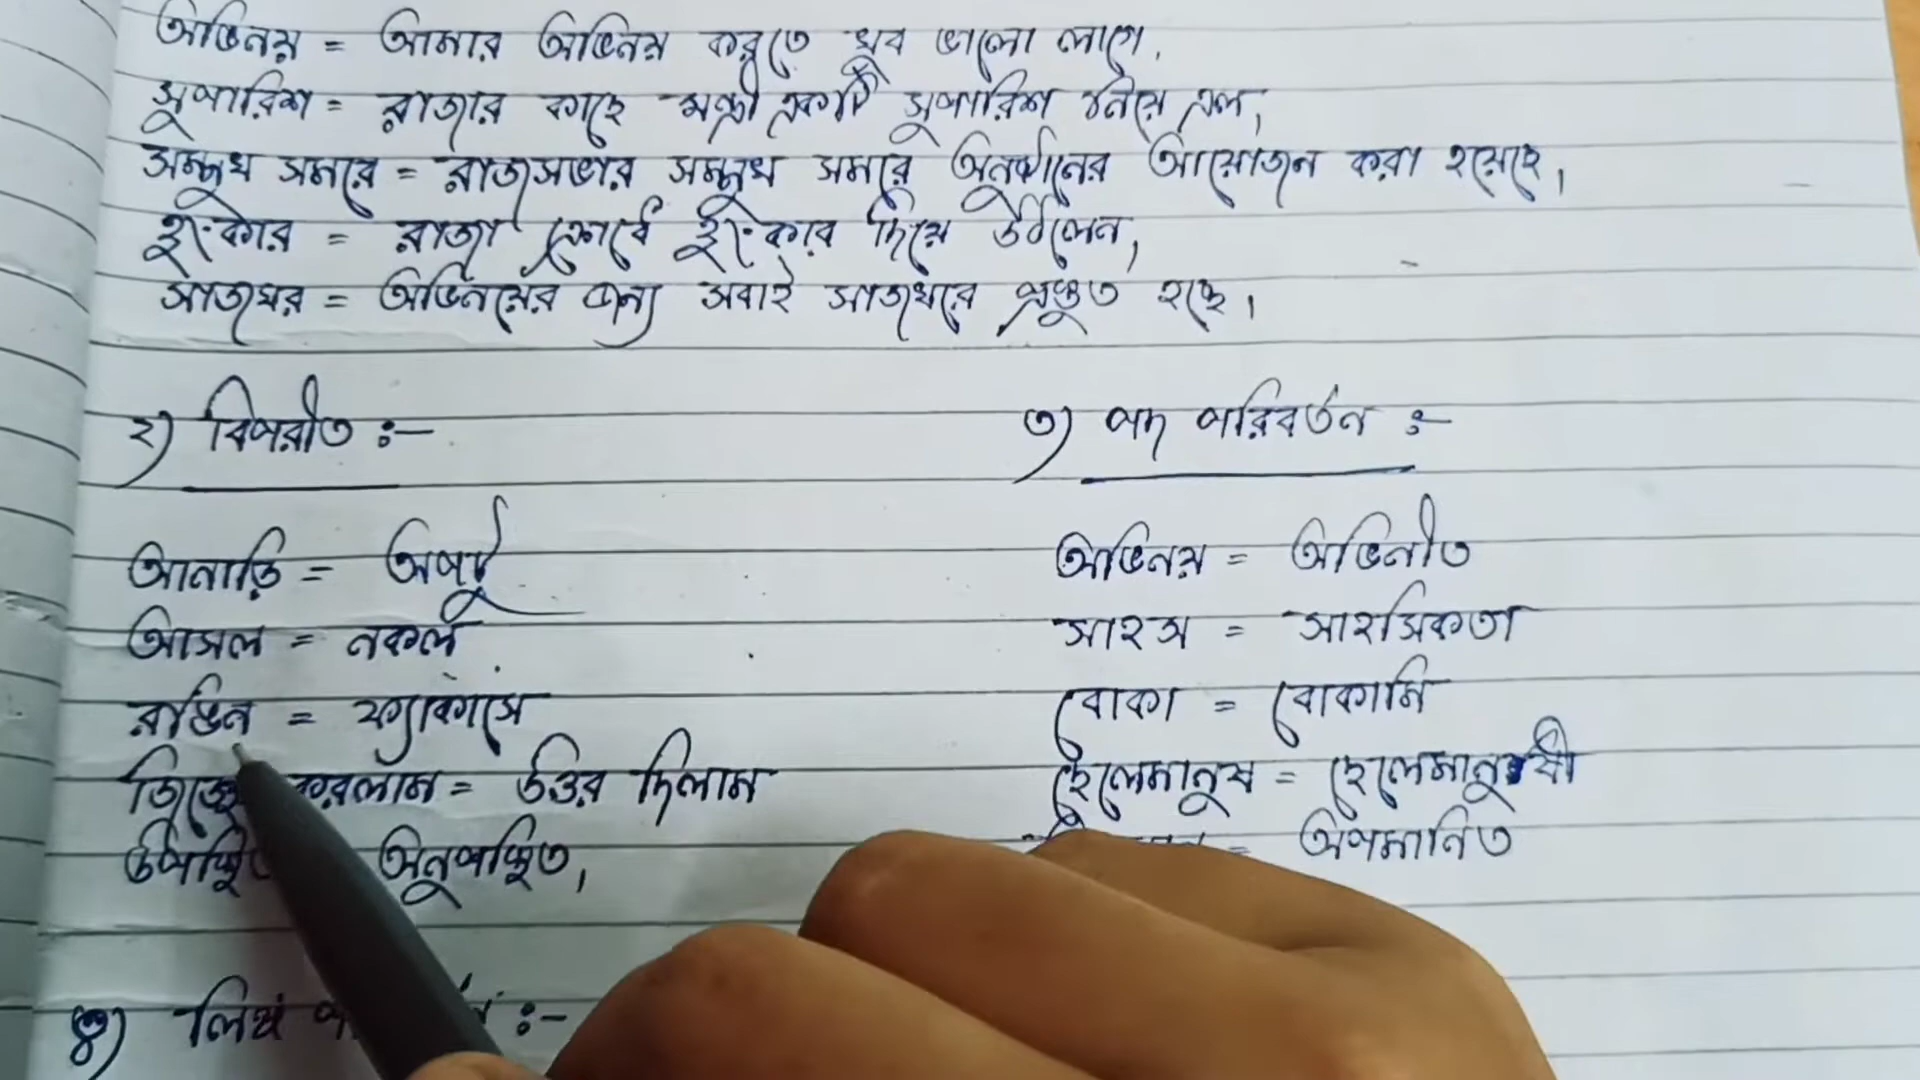 অভিনয় = আমার অভিনয় করতে খুব ভালো লাগে।
সুপারিশ = রাজার কাছে মন্ত্রী একটি সুপারিশ নিয়ে এল।
সম্মুখ সমরে = রাজসভার সম্মুখ সমরে অনুষ্ঠানের আয়োজন করা হয়েছে।
হুংকার = রাজা হুংকার দিয়ে উঠলেন।
সাজঘর = অভিনয়ের জন্য সবাই সাজঘরে প্রস্তুত হচ্ছে।
২) বিপরীত :-
আনাড়ি =
আসল = নকল
রঙিন = ফ্যাকাসে
করলাম = উত্তর দিলাম
অনুপস্থিত।
৩) পদ পরিবর্তন :-
অভিনয় = অভিনীত
সাহস = সাহসিকতা
বোকা = বোকামি
ছেলেমানুষ = ছেলেমানুষী
= অপমানিত
৪) লিঙ্গ :-